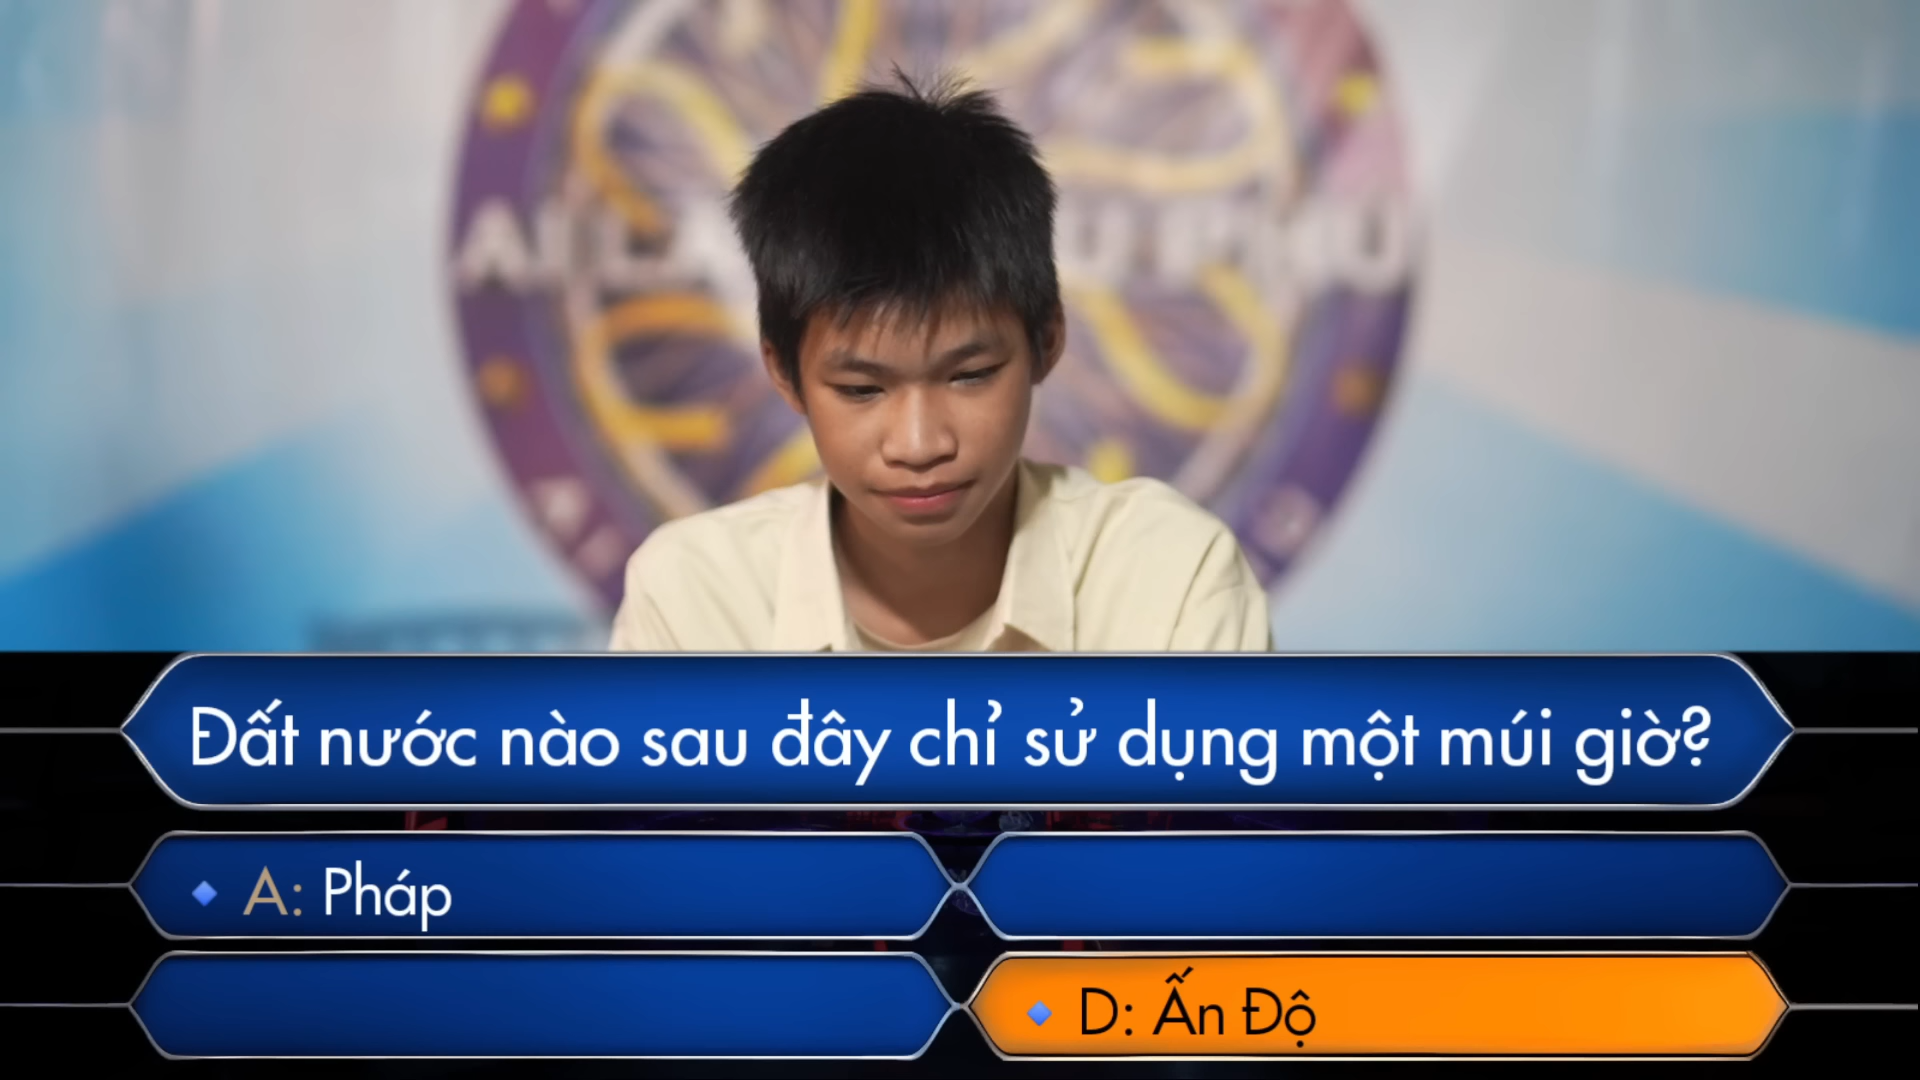 Đất nước nào sau đây chỉ sử dụng một múi giờ?
A: Pháp
D: Ấn Độ